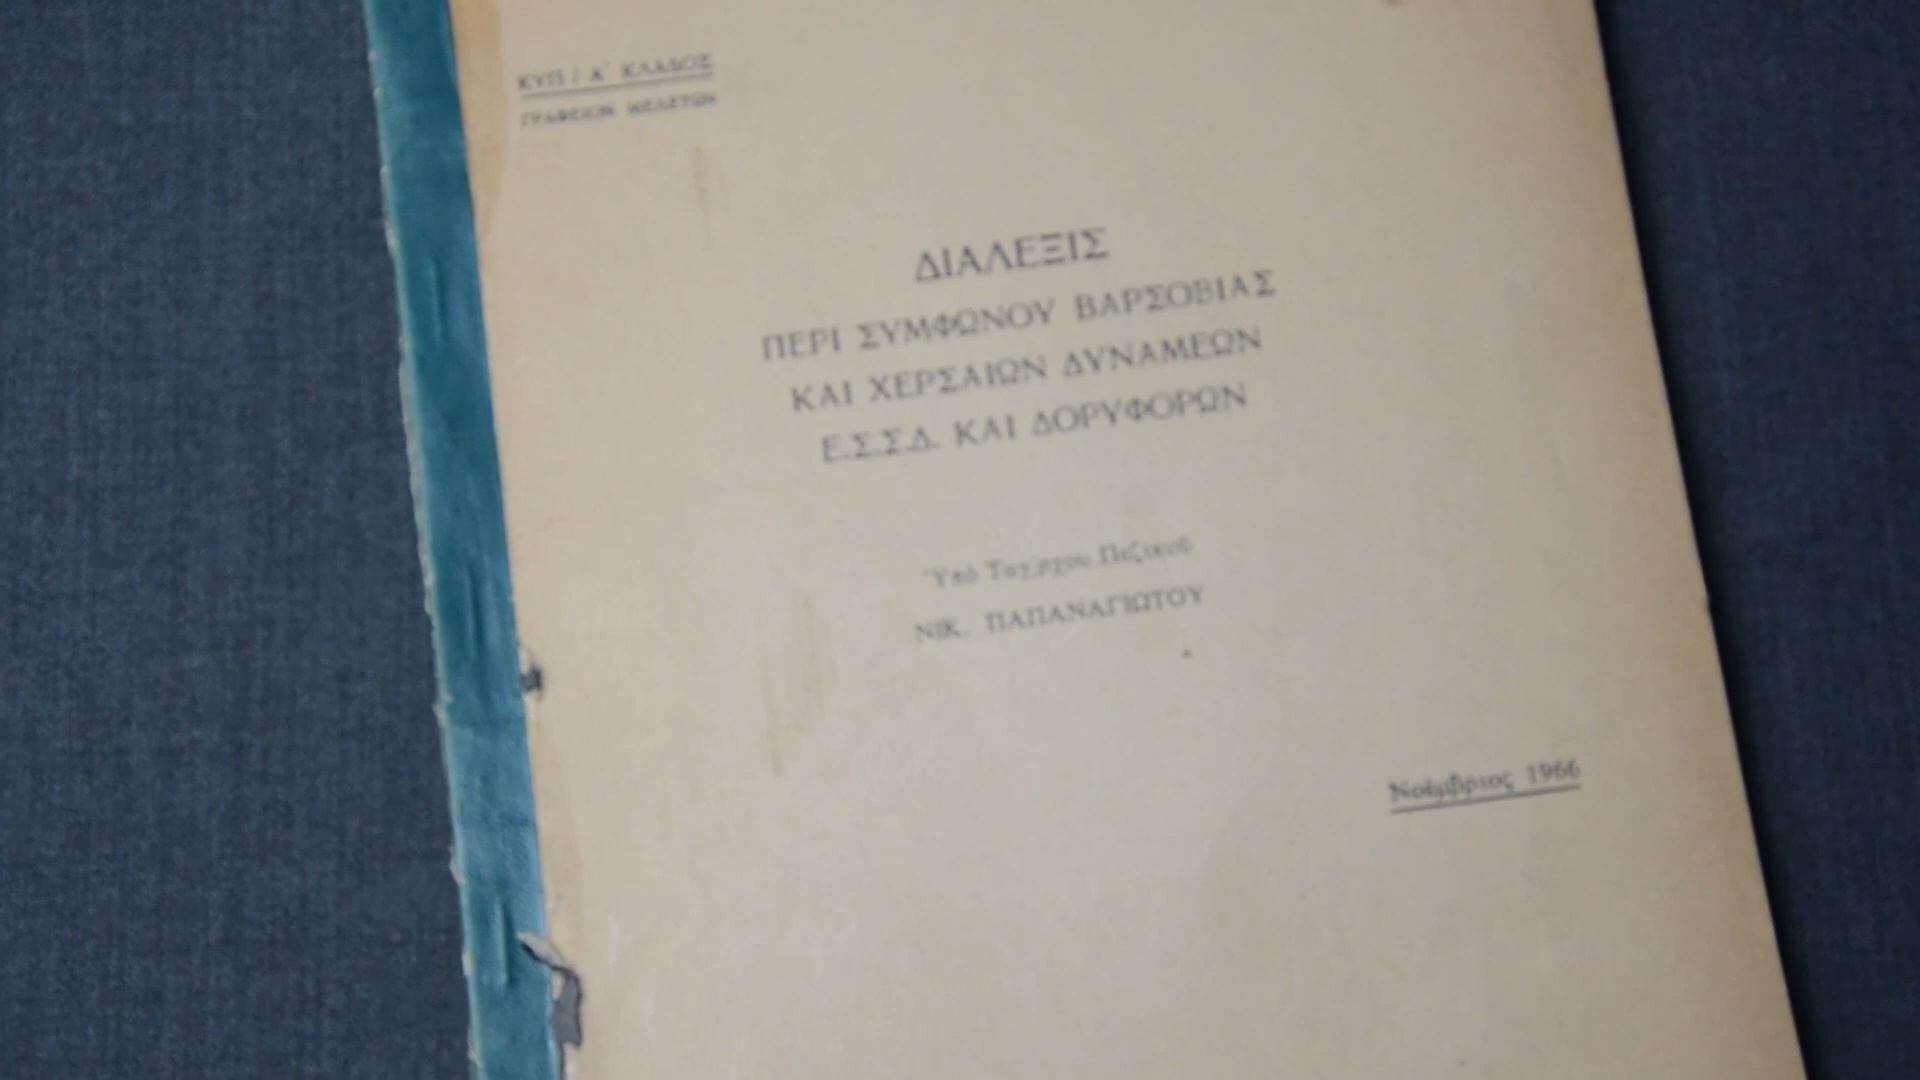 ΚΥΠ / Α΄ ΚΛΑΔΟΣ
ΓΡΑΦΕΙΟΝ ΜΕΛΕΤΩΝ
ΔΙΑΛΕΞΙΣ
ΠΕΡΙ ΣΥΜΦΩΝΟΥ ΒΑΡΣΟΒΙΑΣ
ΚΑΙ ΧΕΡΣΑΙΩΝ ΔΥΝΑΜΕΩΝ
Ε.Σ.Σ.Δ. ΚΑΙ ΔΟΡΥΦΟΡΩΝ
Ὑπὸ Ταγ)ρχου Πεζικοῦ
ΝΙΚ. ΠΑΠΑΝΑΓΙΩΤΟΥ
Νοέμβριος 1966